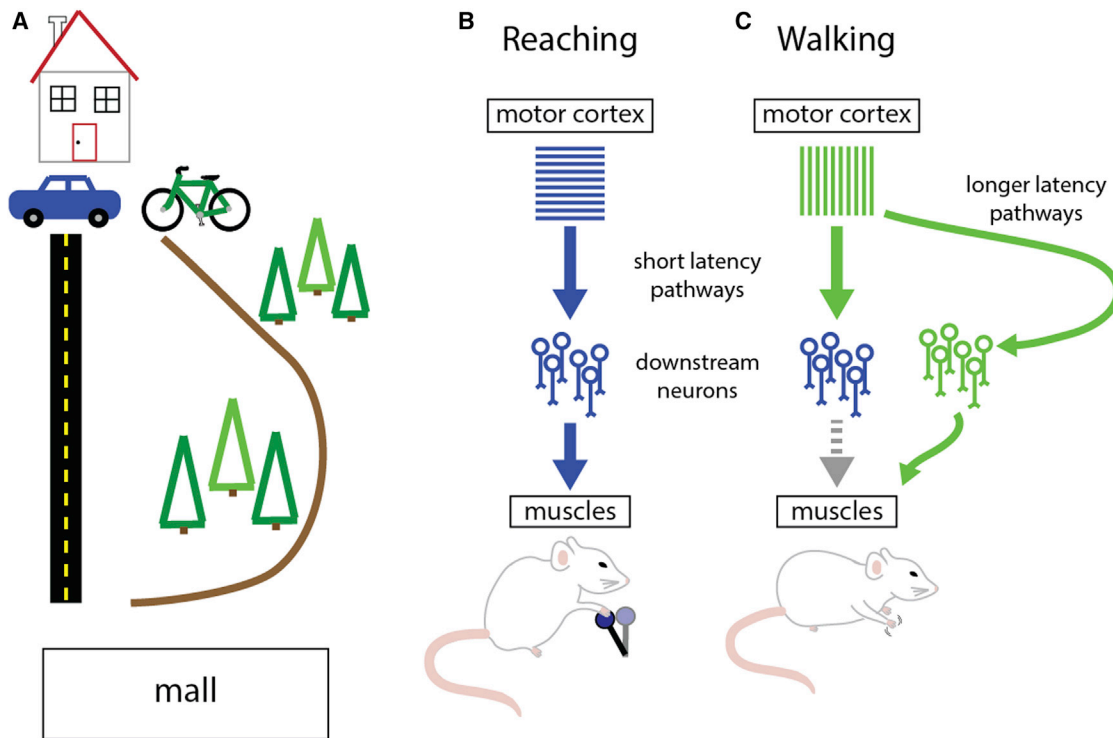 A
mall
B
Reaching
motor cortex
short latency
pathways
downstream
neurons
muscles
C
Walking
motor cortex
longer latency
pathways
muscles